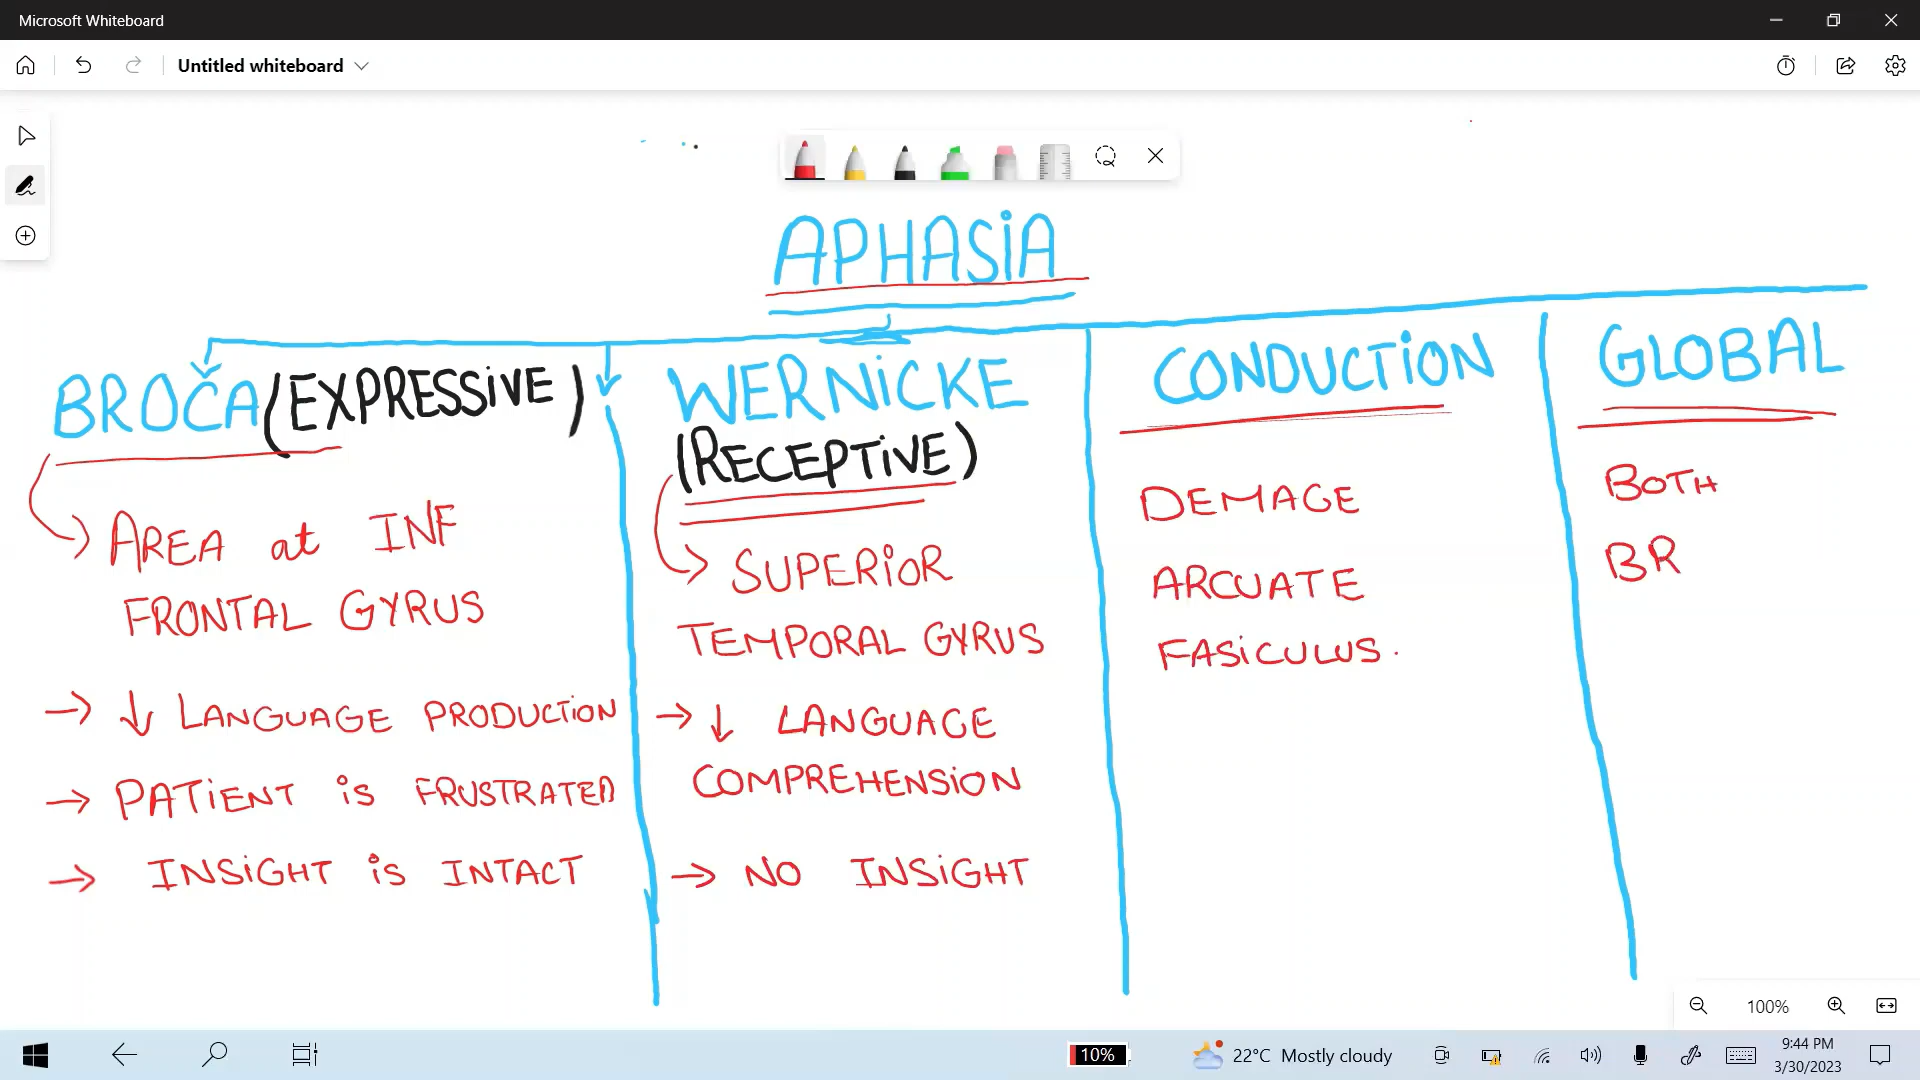 Microsoft Whiteboard
Untitled whiteboard
APHASiA
BROCA (EXPRESSiVE)
AREA at INF
FRONTAL GYRUS
→ ↓ LANGUAGE PRODUCTiON
→ PATiENT is FRUSTRATED
→ INSiGHT is INTACT
WERNiCKE
(RECEPTiVE)
SUPERiOR
TEMPORAL GYRUS
→ ↓ LANGUAGE
COMPREHENSiON
→ NO INSiGHT
CONDUCTiON
DEMAGE
ARCUATE
FASiCULUS.
GLOBAL
BOTH
BR
100%
10%
22°C Mostly cloudy
9:44 PM
3/30/2023